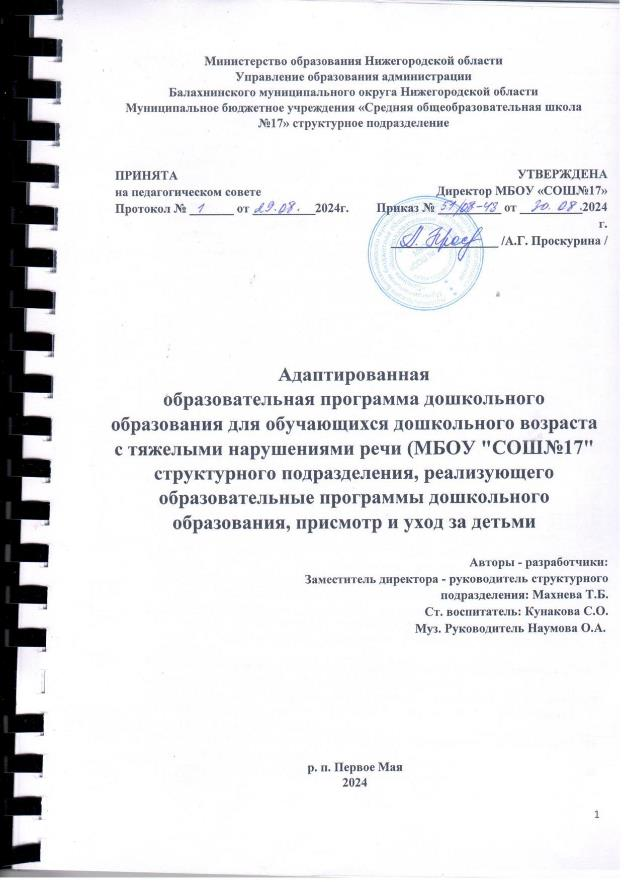 Министерство образования Нижегородской области
Управление образования администрации
Балахнинского муниципального округа Нижегородской области
Муниципальное бюджетное учреждения «Средняя общеобразовательная школа
№17» структурное подразделение
ПРИНЯТА
на педагогическом совете
Протокол № 1 от 29.08. 2024г.
УТВЕРЖДЕНА
Директор МБОУ «СОШ№17»
Приказ № 57/08-43 от 30.08.2024
г.
/А.Г. Проскурина /
Адаптированная
образовательная программа дошкольного
образования для обучающихся дошкольного возраста
с тяжелыми нарушениями речи (МБОУ "СОШ№17"
структурного подразделения, реализующего
образовательные программы дошкольного
образования, присмотр и уход за детьми
Авторы - разработчики:
Заместитель директора - руководитель структурного
подразделения: Махнева Т.Б.
Ст. воспитатель: Кунакова С.О.
Муз. Руководитель Наумова О.А.
р. п. Первое Мая
2024
1